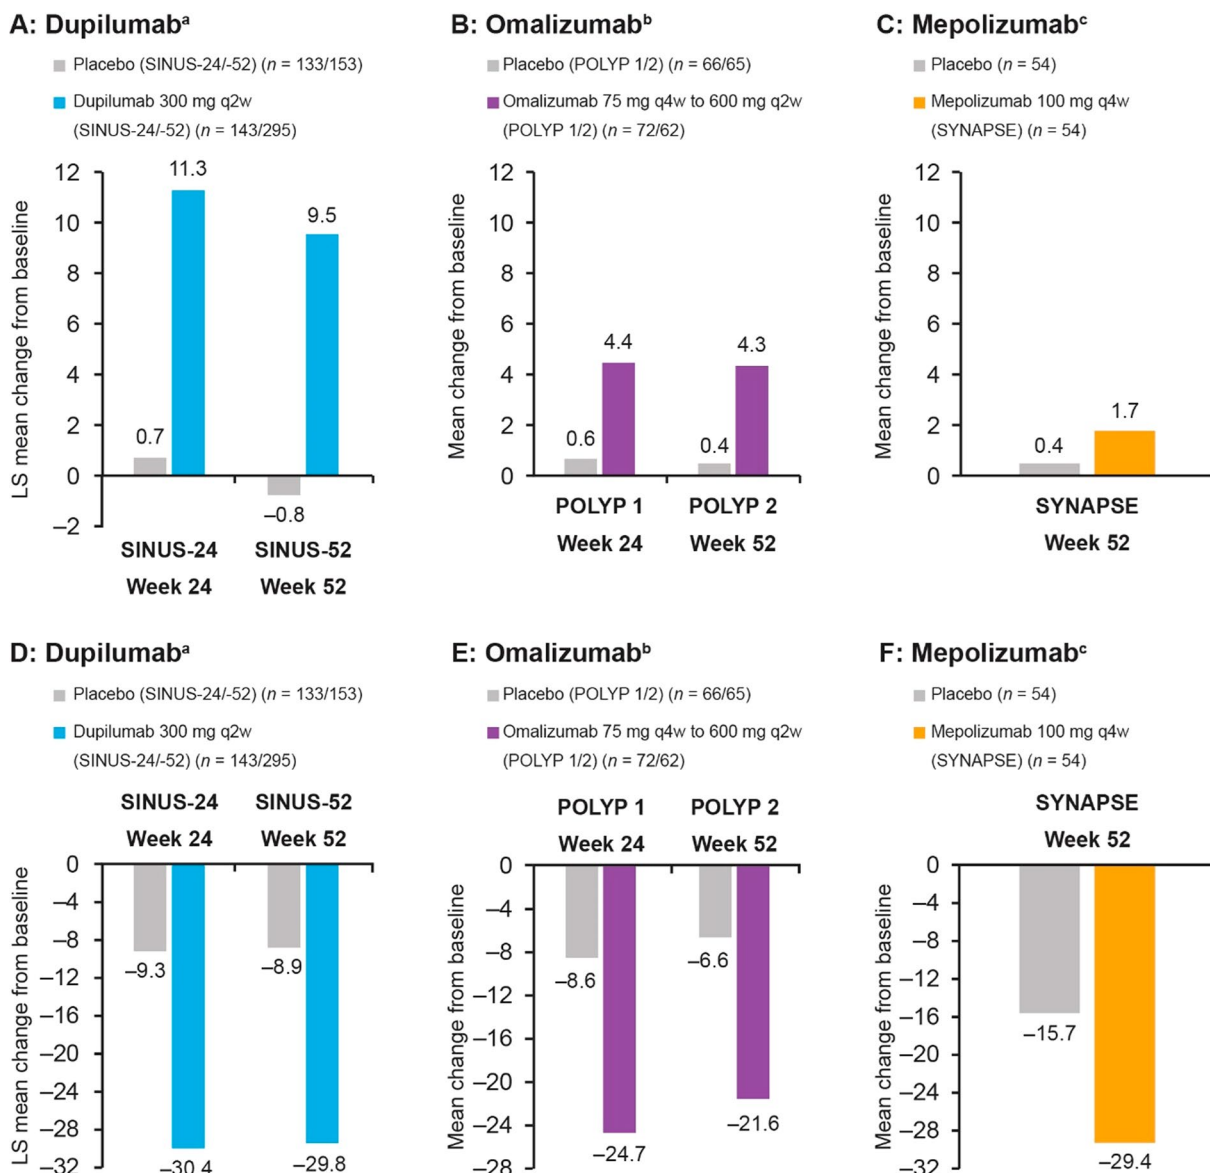 A: Dupilumabᵃ
Placebo (SINUS-24/-52) (n = 133/153)
Dupilumab 300 mg q2w
(SINUS-24/-52) (n = 143/295)
LS mean change from baseline
12
10
8
6
4
2
0
–2
0.7
11.3
–0.8
9.5
SINUS-24
Week 24
SINUS-52
Week 52
B: Omalizumabᵇ
Placebo (POLYP 1/2) (n = 66/65)
Omalizumab 75 mg q4w to 600 mg q2w
(POLYP 1/2) (n = 72/62)
Mean change from baseline
12
10
8
6
4
2
0
0.6
4.4
0.4
4.3
POLYP 1
Week 24
POLYP 2
Week 52
C: Mepolizumabᶜ
Placebo (n = 54)
Mepolizumab 100 mg q4w
(SYNAPSE) (n = 54)
Mean change from baseline
12
10
8
6
4
2
0
0.4
1.7
SYNAPSE
Week 52
D: Dupilumabᵃ
Placebo (SINUS-24/-52) (n = 133/153)
Dupilumab 300 mg q2w
(SINUS-24/-52) (n = 143/295)
SINUS-24
Week 24
SINUS-52
Week 52
LS mean change from baseline
0
–4
–8
–12
–16
–20
–24
–28
–32
–9.3
–30.4
–8.9
–29.8
E: Omalizumabᵇ
Placebo (POLYP 1/2) (n = 66/65)
Omalizumab 75 mg q4w to 600 mg q2w
(POLYP 1/2) (n = 72/62)
POLYP 1
Week 24
POLYP 2
Week 52
Mean change from baseline
0
–4
–8
–12
–16
–20
–24
–28
–8.6
–24.7
–6.6
–21.6
F: Mepolizumabᶜ
Placebo (n = 54)
Mepolizumab 100 mg q4w
(SYNAPSE) (n = 54)
SYNAPSE
Week 52
Mean change from baseline
0
–4
–8
–12
–16
–20
–24
–28
–32
–15.7
–29.4